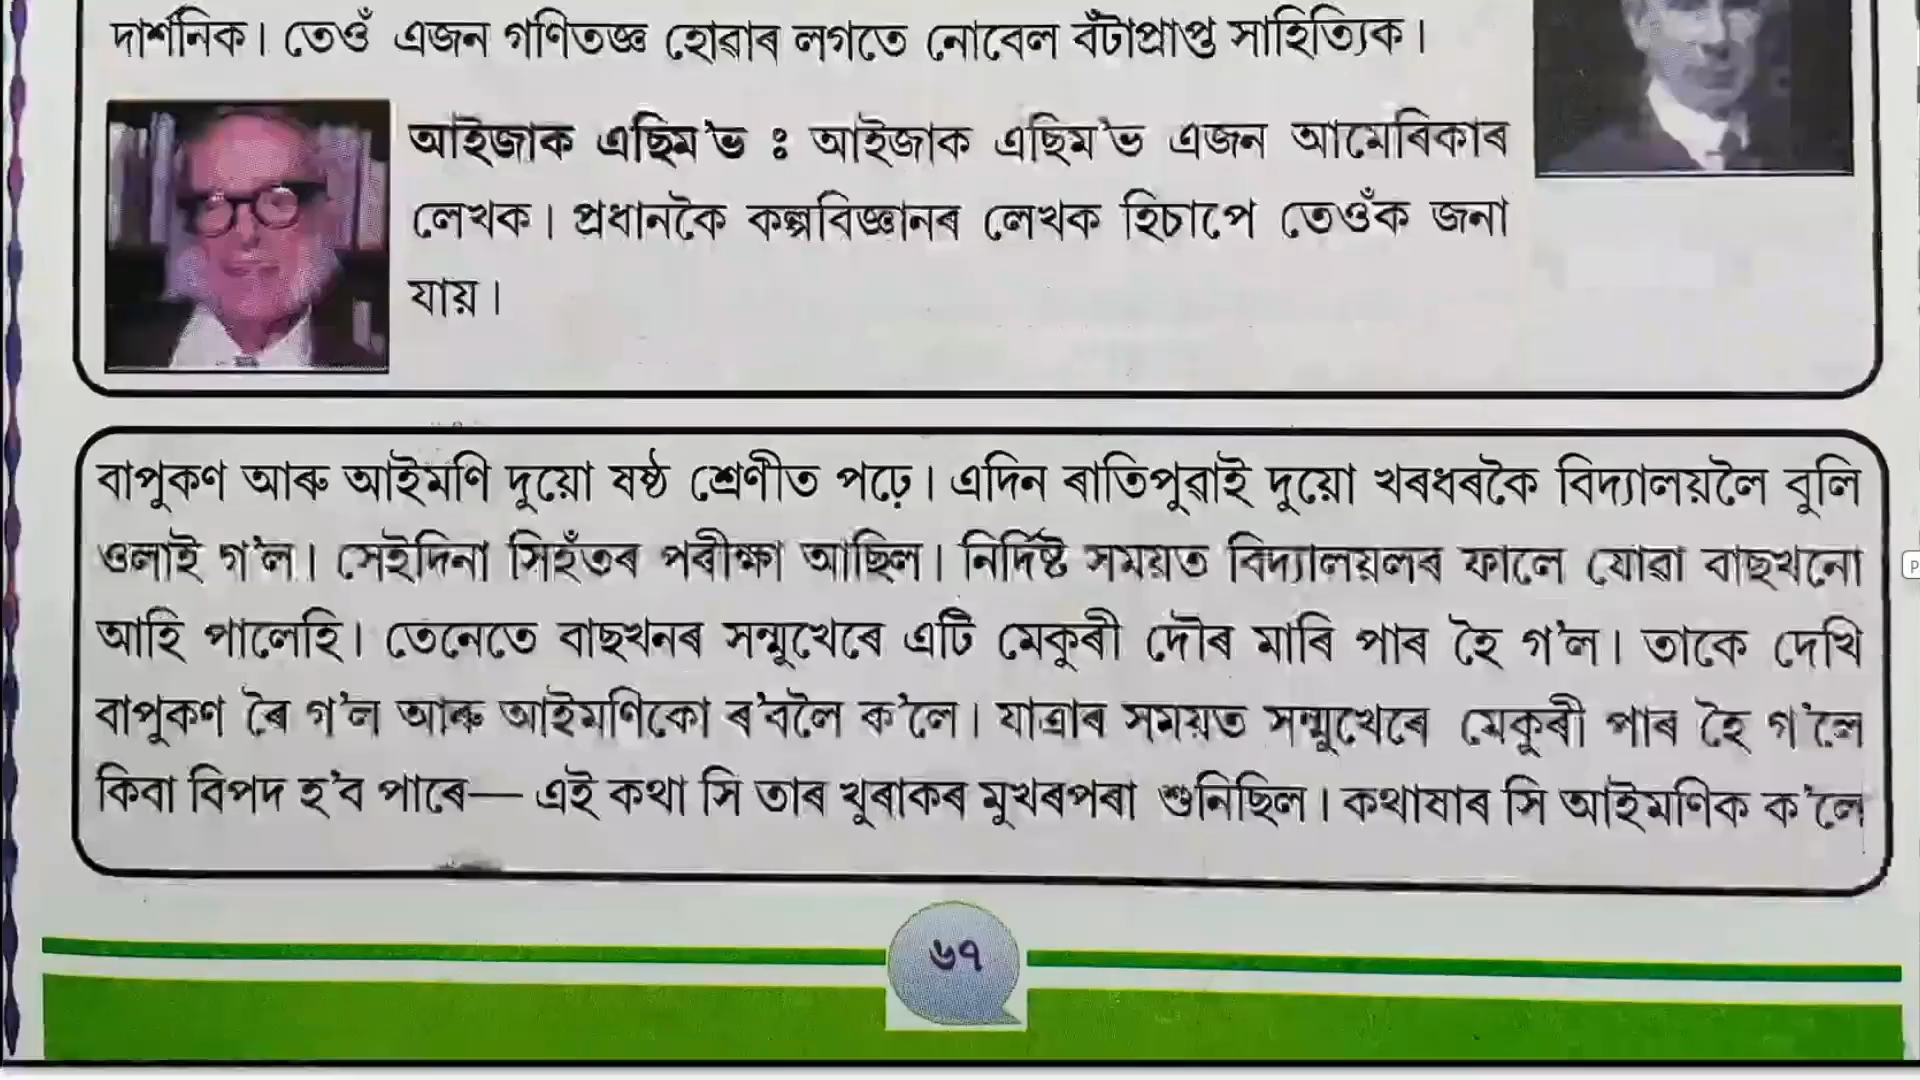 দাৰ্শনিক। তেওঁ এজন গণিতজ্ঞ হোৱাৰ লগতে নোবেল বঁটাপ্ৰাপ্ত সাহিত্যিক।
আইজাক এছিম'ভ ঃ আইজাক এছিম'ভ এজন আমেৰিকাৰ
লেখক। প্ৰধানকৈ কল্পবিজ্ঞানৰ লেখক হিচাপে তেওঁক জনা
যায়।
বাপুকণ আৰু আইমণি দুয়ো ষষ্ঠ শ্ৰেণীত পঢ়ে। এদিন ৰাতিপুৱাই দুয়ো খৰধৰকৈ বিদ্যালয়লৈ বুলি
ওলাই গ'ল। সেইদিনা সিহঁতৰ পৰীক্ষা আছিল। নিৰ্দিষ্ট সময়ত বিদ্যালয়লৰ ফালে যোৱা বাছখনো
আহি পালেহি। তেনেতে বাছখনৰ সন্মুখেৰে এটি মেকুৰী দৌৰ মাৰি পাৰ হৈ গ'ল। তাকে দেখি
বাপুকণ ৰৈ গ'ল আৰু আইমণিকো ৰ'বলৈ ক'লে। যাত্ৰাৰ সময়ত সন্মুখেৰে মেকুৰী পাৰ হৈ গ'লে
কিবা বিপদ হ'ব পাৰে— এই কথা সি তাৰ খুৰাকৰ মুখৰপৰা শুনিছিল। কথাষাৰ সি আইমণিক ক'লে
৬৭
P